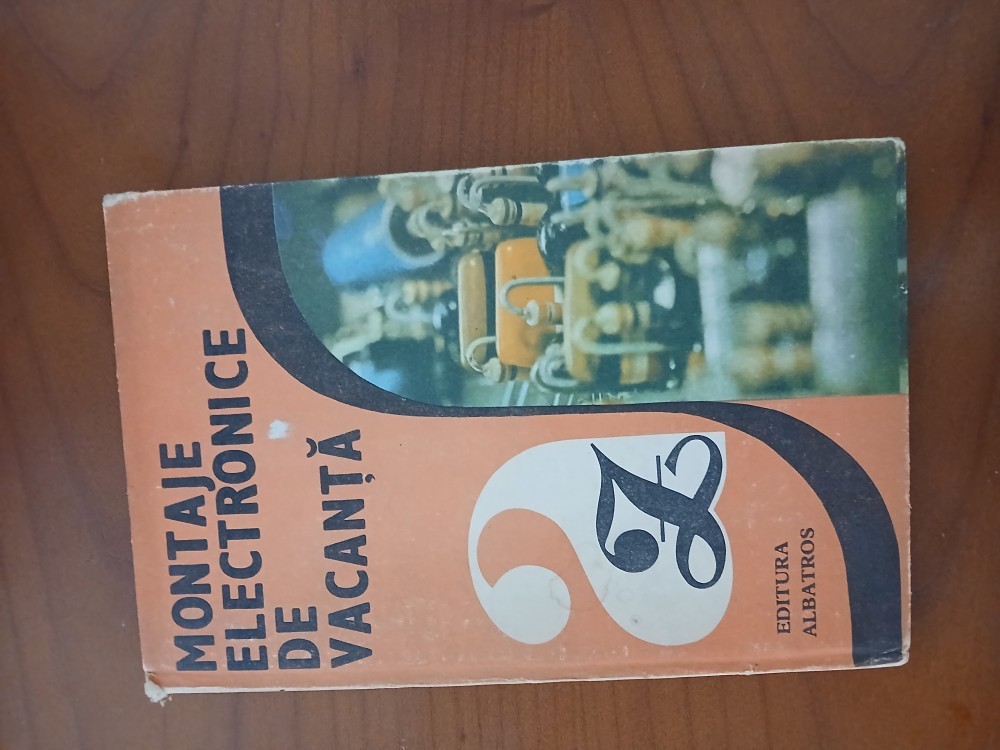 MONTAJE
ELECTRONICE
DE
VACANȚĂ
EDITURA
ALBATROS